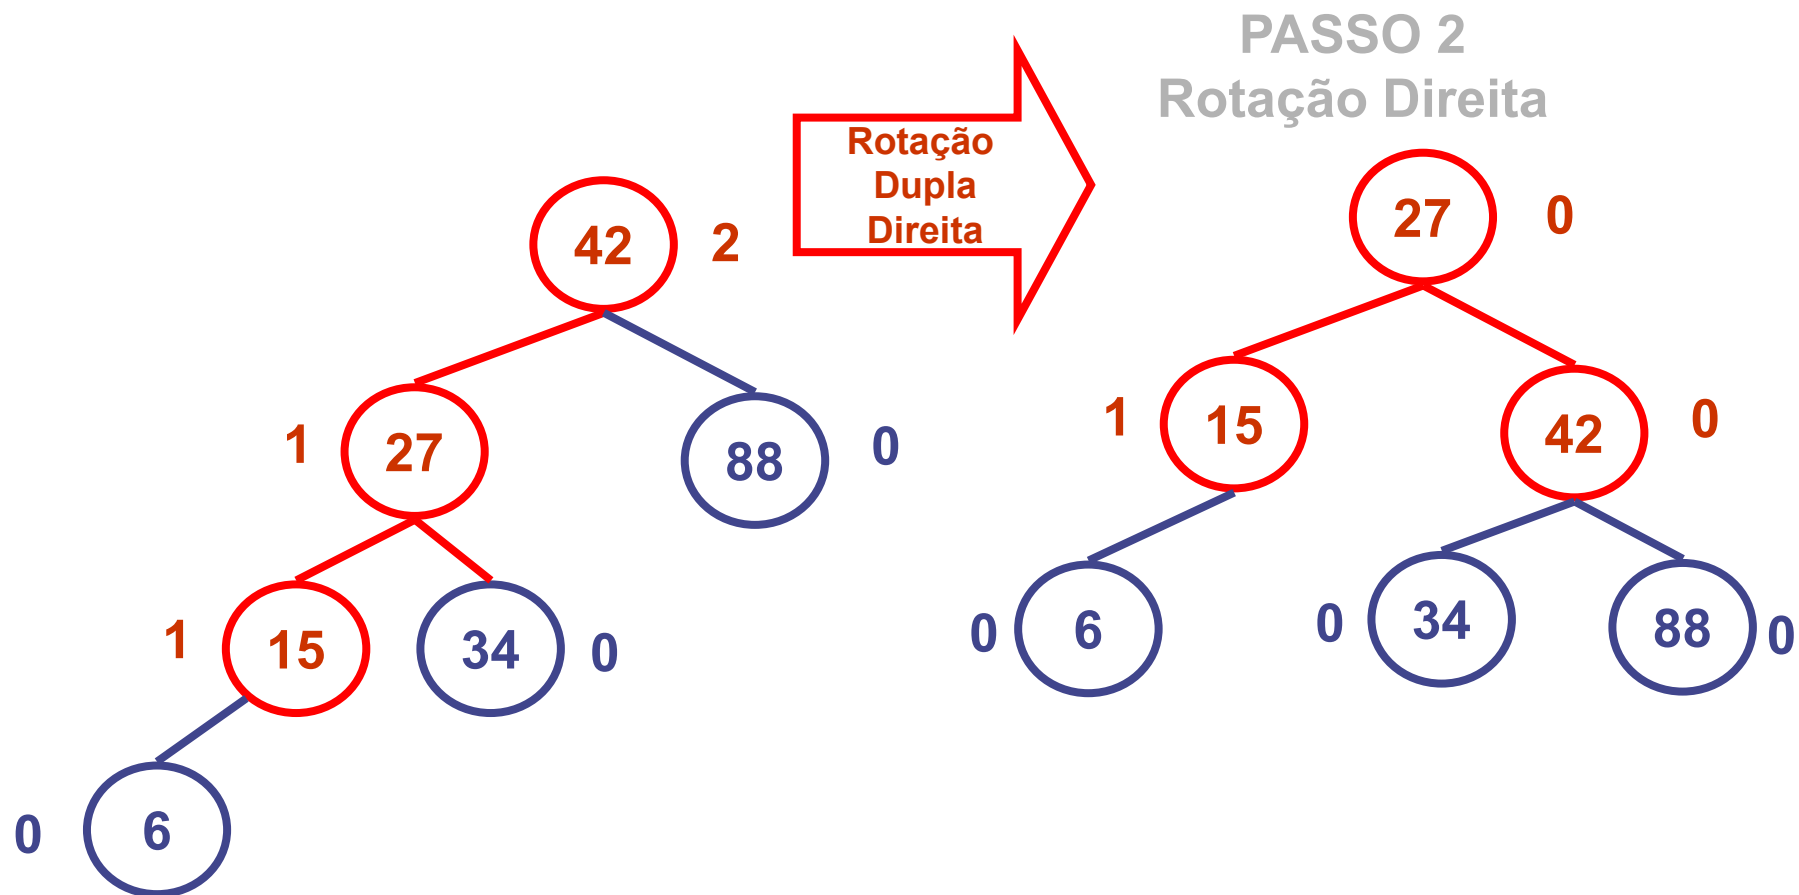 PASSO 2
Rotação Direita
Rotação
Dupla
Direita
42 2
1 27
88 0
1 15
34 0
0 6
27 0
1 15
42 0
0 6
0 34
88 0